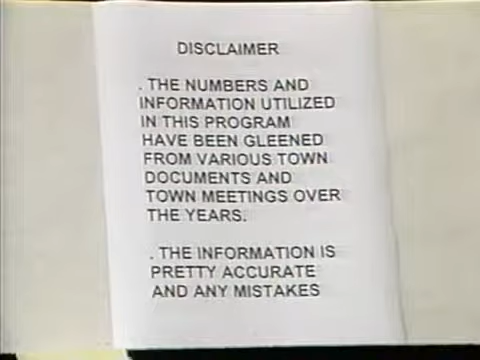 DISCLAIMER
. THE NUMBERS AND
INFORMATION UTILIZED
IN THIS PROGRAM
HAVE BEEN GLEENED
FROM VARIOUS TOWN
DOCUMENTS AND
TOWN MEETINGS OVER
THE YEARS.
. THE INFORMATION IS
PRETTY ACCURATE
AND ANY MISTAKES